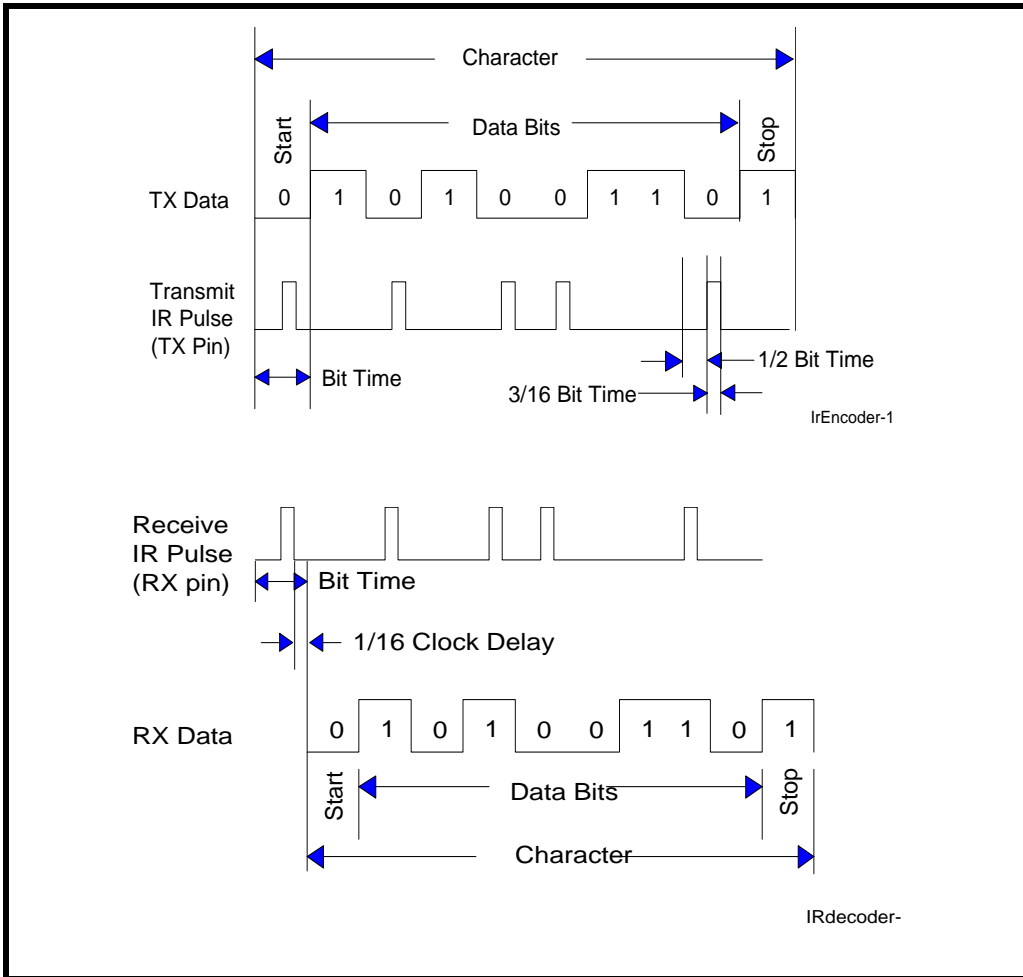 Character
Start
Data Bits
Stop
TX Data
0 1 0 1 0 0 1 1 0 1
Transmit
IR Pulse
(TX Pin)
Bit Time
1/2 Bit Time
3/16 Bit Time
IrEncoder-1
Receive
IR Pulse
(RX pin)
Bit Time
1/16 Clock Delay
RX Data
0 1 0 1 0 0 1 1 0 1
Start
Data Bits
Stop
Character
IRdecoder-